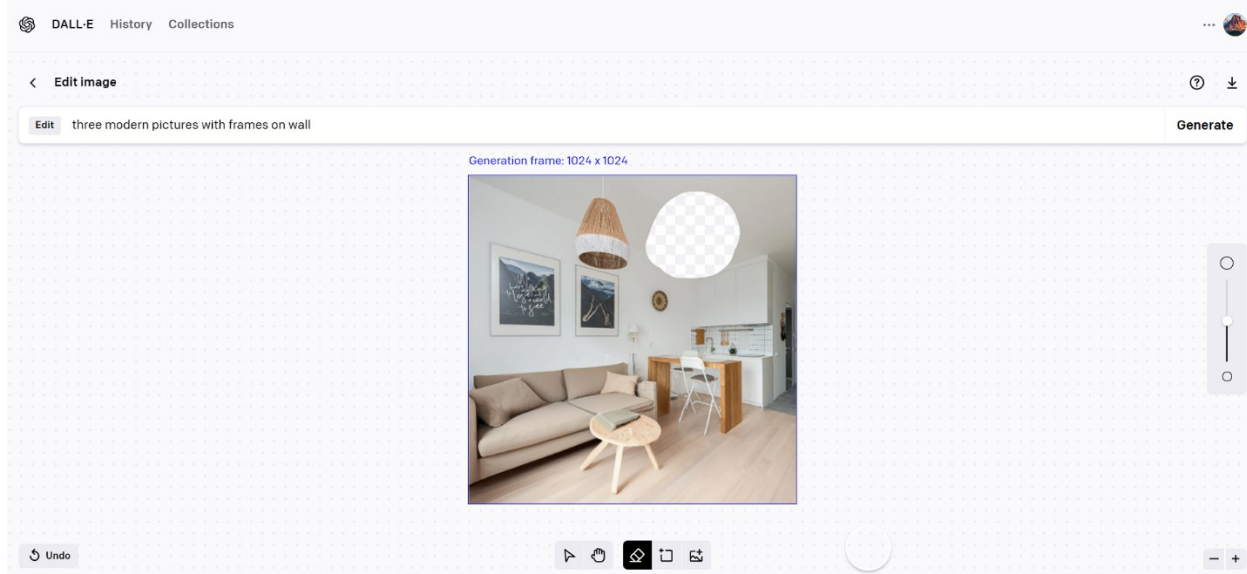 DALL·E History Collections
Edit image
Edit three modern pictures with frames on wall Generate
Generation frame: 1024 x 1024
Undo